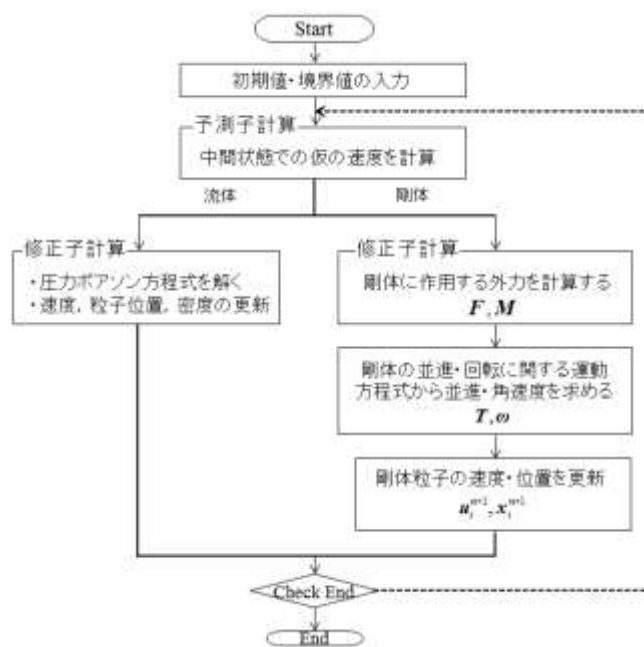 Start
初期値・境界値の入力
予測子計算
中間状態での仮の速度を計算
流体
剛体
修正子計算
・圧力ポアソン方程式を解く
・速度, 粒子位置, 密度の更新
修正子計算
剛体に作用する外力を計算する
F, M
剛体の並進・回転に関する運動
方程式から並進・角速度を求める
T, ω
剛体粒子の速度・位置を更新
u_i^{n+1}, x_i^{n+1}
Check End
End